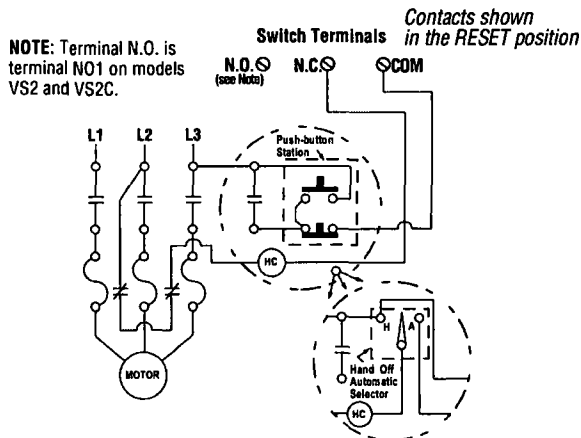 Contacts shown
in the RESET position
NOTE: Terminal N.O. is
terminal NO1 on models
VS2 and VS2C.
Switch Terminals
N.O. N.C. COM
(see Note)
L1 L2 L3
Push-button
Station
HC
H A
MOTOR
Hand Off
Automatic
Selector
HC